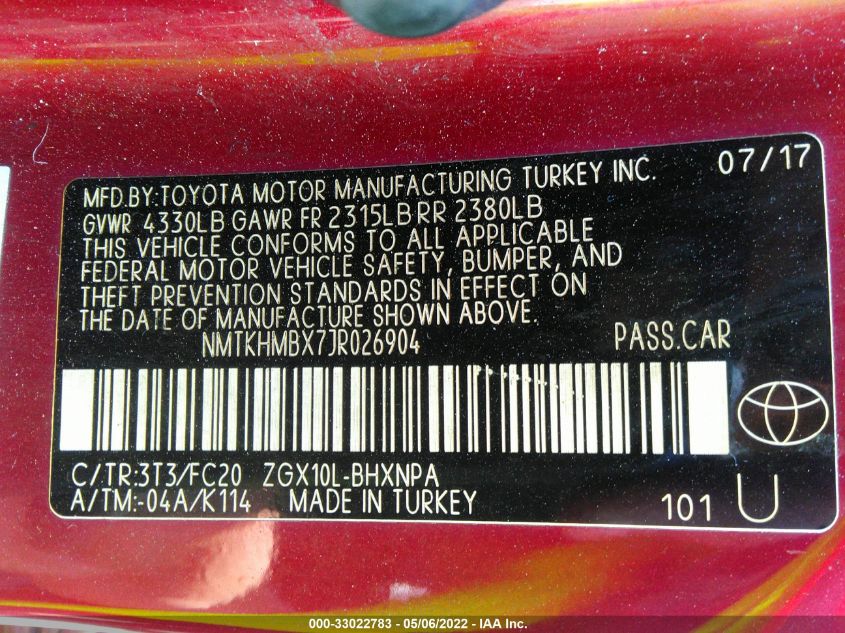 07/17
MFD.BY:TOYOTA MOTOR MANUFACTURING TURKEY INC.
GVWR 4330LB GAWR FR 2315LB RR 2380LB
THIS VEHICLE CONFORMS TO ALL APPLICABLE
FEDERAL MOTOR VEHICLE SAFETY, BUMPER, AND
THEFT PREVENTION STANDARDS IN EFFECT ON
THE DATE OF MANUFACTURE SHOWN ABOVE.
NMTKHMBX7JR026904 PASS.CAR
C/TR:3T3/FC20 ZGX10L-BHXNPA
A/TM:-04A/K114 MADE IN TURKEY
101 U
000-33022783 - 05/06/2022 - IAA Inc.